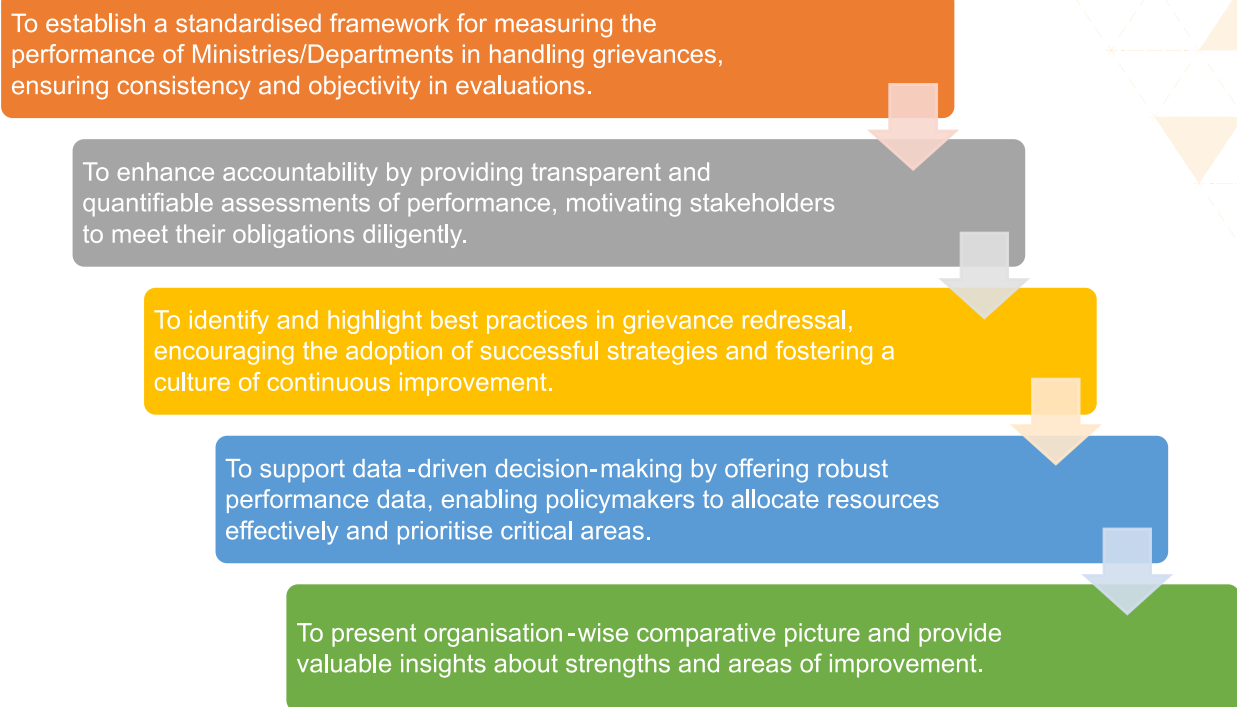 To establish a standardised framework for measuring the
performance of Ministries/Departments in handling grievances,
ensuring consistency and objectivity in evaluations.
To enhance accountability by providing transparent and
quantifiable assessments of performance, motivating stakeholders
to meet their obligations diligently.
To identify and highlight best practices in grievance redressal,
encouraging the adoption of successful strategies and fostering a
culture of continuous improvement.
To support data-driven decision-making by offering robust
performance data, enabling policymakers to allocate resources
effectively and prioritise critical areas.
To present organisation-wise comparative picture and provide
valuable insights about strengths and areas of improvement.